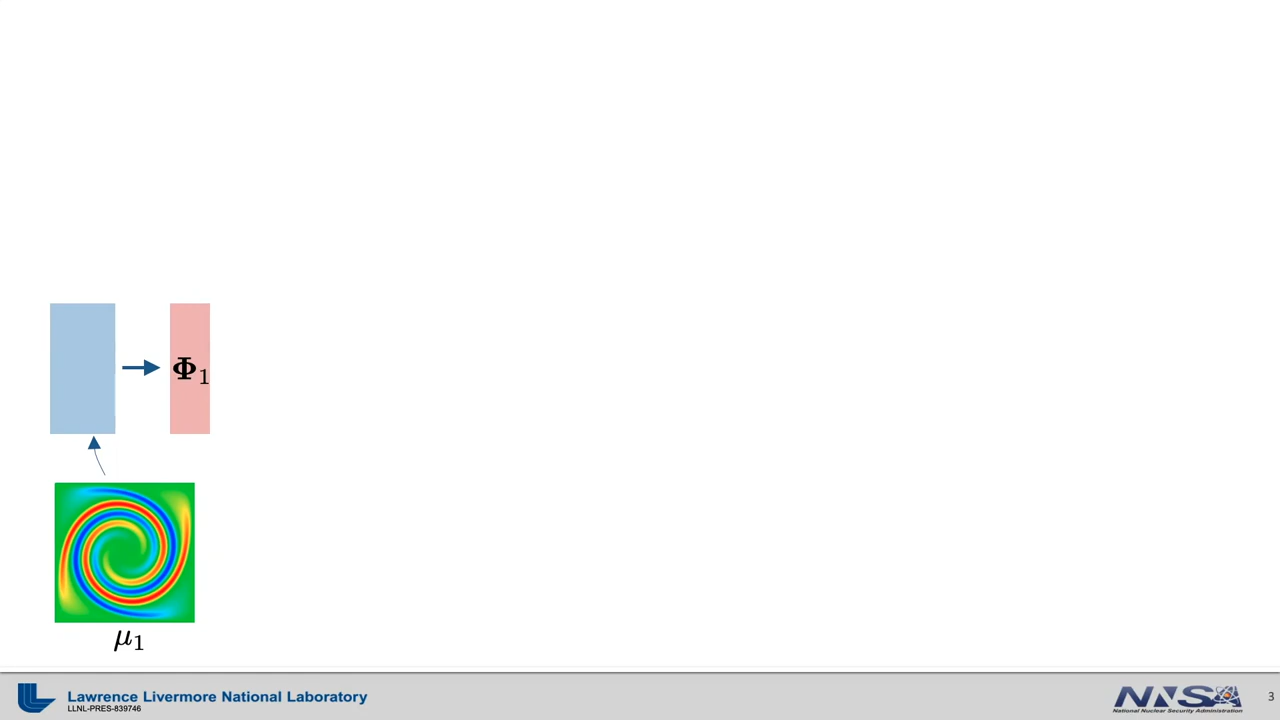 Φ₁
μ₁
Lawrence Livermore National Laboratory
LLNL-PRES-839746
NNSA
National Nuclear Security Administration
3